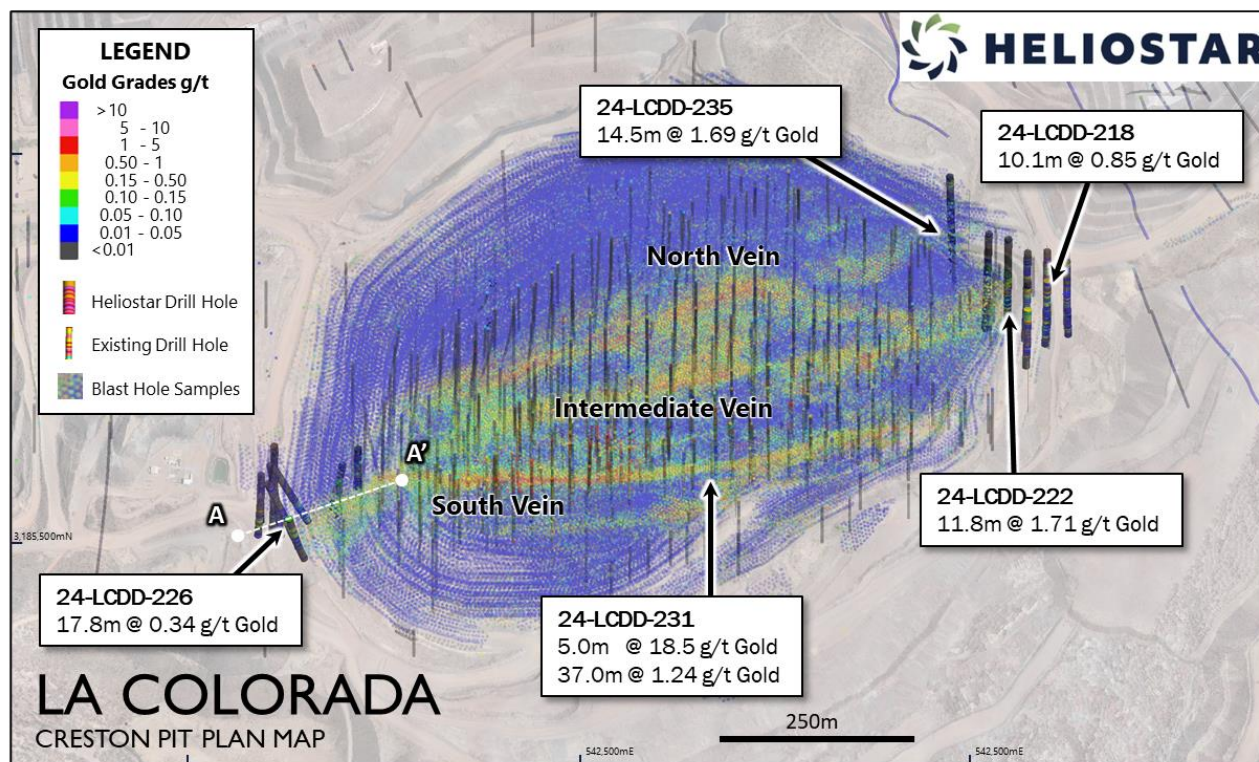 HELIOSTAR
LEGEND
Gold Grades g/t
> 10
5 - 10
1 - 5
0.50 - 1
0.15 - 0.50
0.10 - 0.15
0.05 - 0.10
0.01 - 0.05
<0.01
Heliostar Drill Hole
Existing Drill Hole
Blast Hole Samples
24-LCDD-235
14.5m @ 1.69 g/t Gold
24-LCDD-218
10.1m @ 0.85 g/t Gold
North Vein
Intermediate Vein
South Vein
A
A'
3,185,500mN
24-LCDD-222
11.8m @ 1.71 g/t Gold
24-LCDD-226
17.8m @ 0.34 g/t Gold
24-LCDD-231
5.0m @ 18.5 g/t Gold
37.0m @ 1.24 g/t Gold
LA COLORADA
CRESTON PIT PLAN MAP
250m
542,500mE
542,500mE